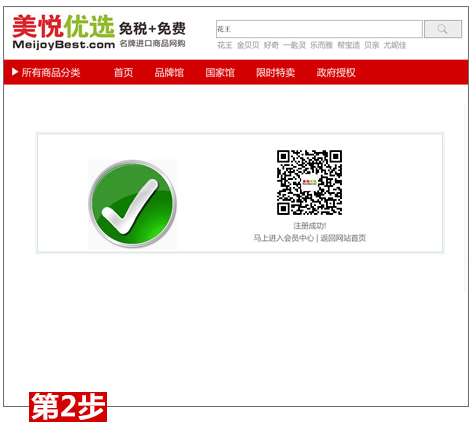 美悦优选 免税+免费
MeijoyBest.com 名牌进口商品网购
花王
花王 金贝贝 好奇 一匙灵 乐而雅 帮宝适 贝亲 尤妮佳
所有商品分类 首页 品牌馆 国家馆 限时特卖 政府授权
美悦优选
注册成功!
马上进入会员中心 | 返回网站首页
第2步